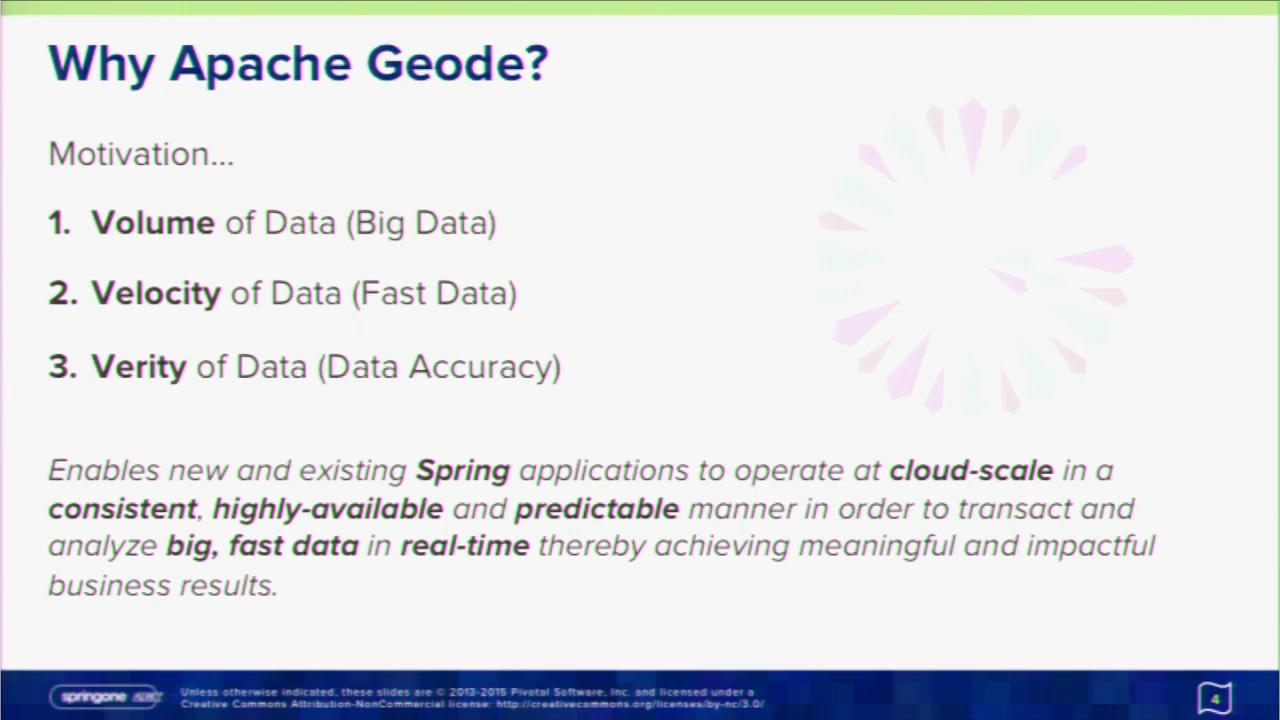 Why Apache Geode?
Motivation...
1. Volume of Data (Big Data)
2. Velocity of Data (Fast Data)
3. Verity of Data (Data Accuracy)
Enables new and existing Spring applications to operate at cloud-scale in a
consistent, highly-available and predictable manner in order to transact and
analyze big, fast data in real-time thereby achieving meaningful and impactful
business results.
springone
Unless otherwise indicated, these slides are © 2013-2015 Pivotal Software, Inc. and licensed under a
Creative Commons Attribution-NonCommercial license: http://creativecommons.org/licenses/by-nc/3.0/
4